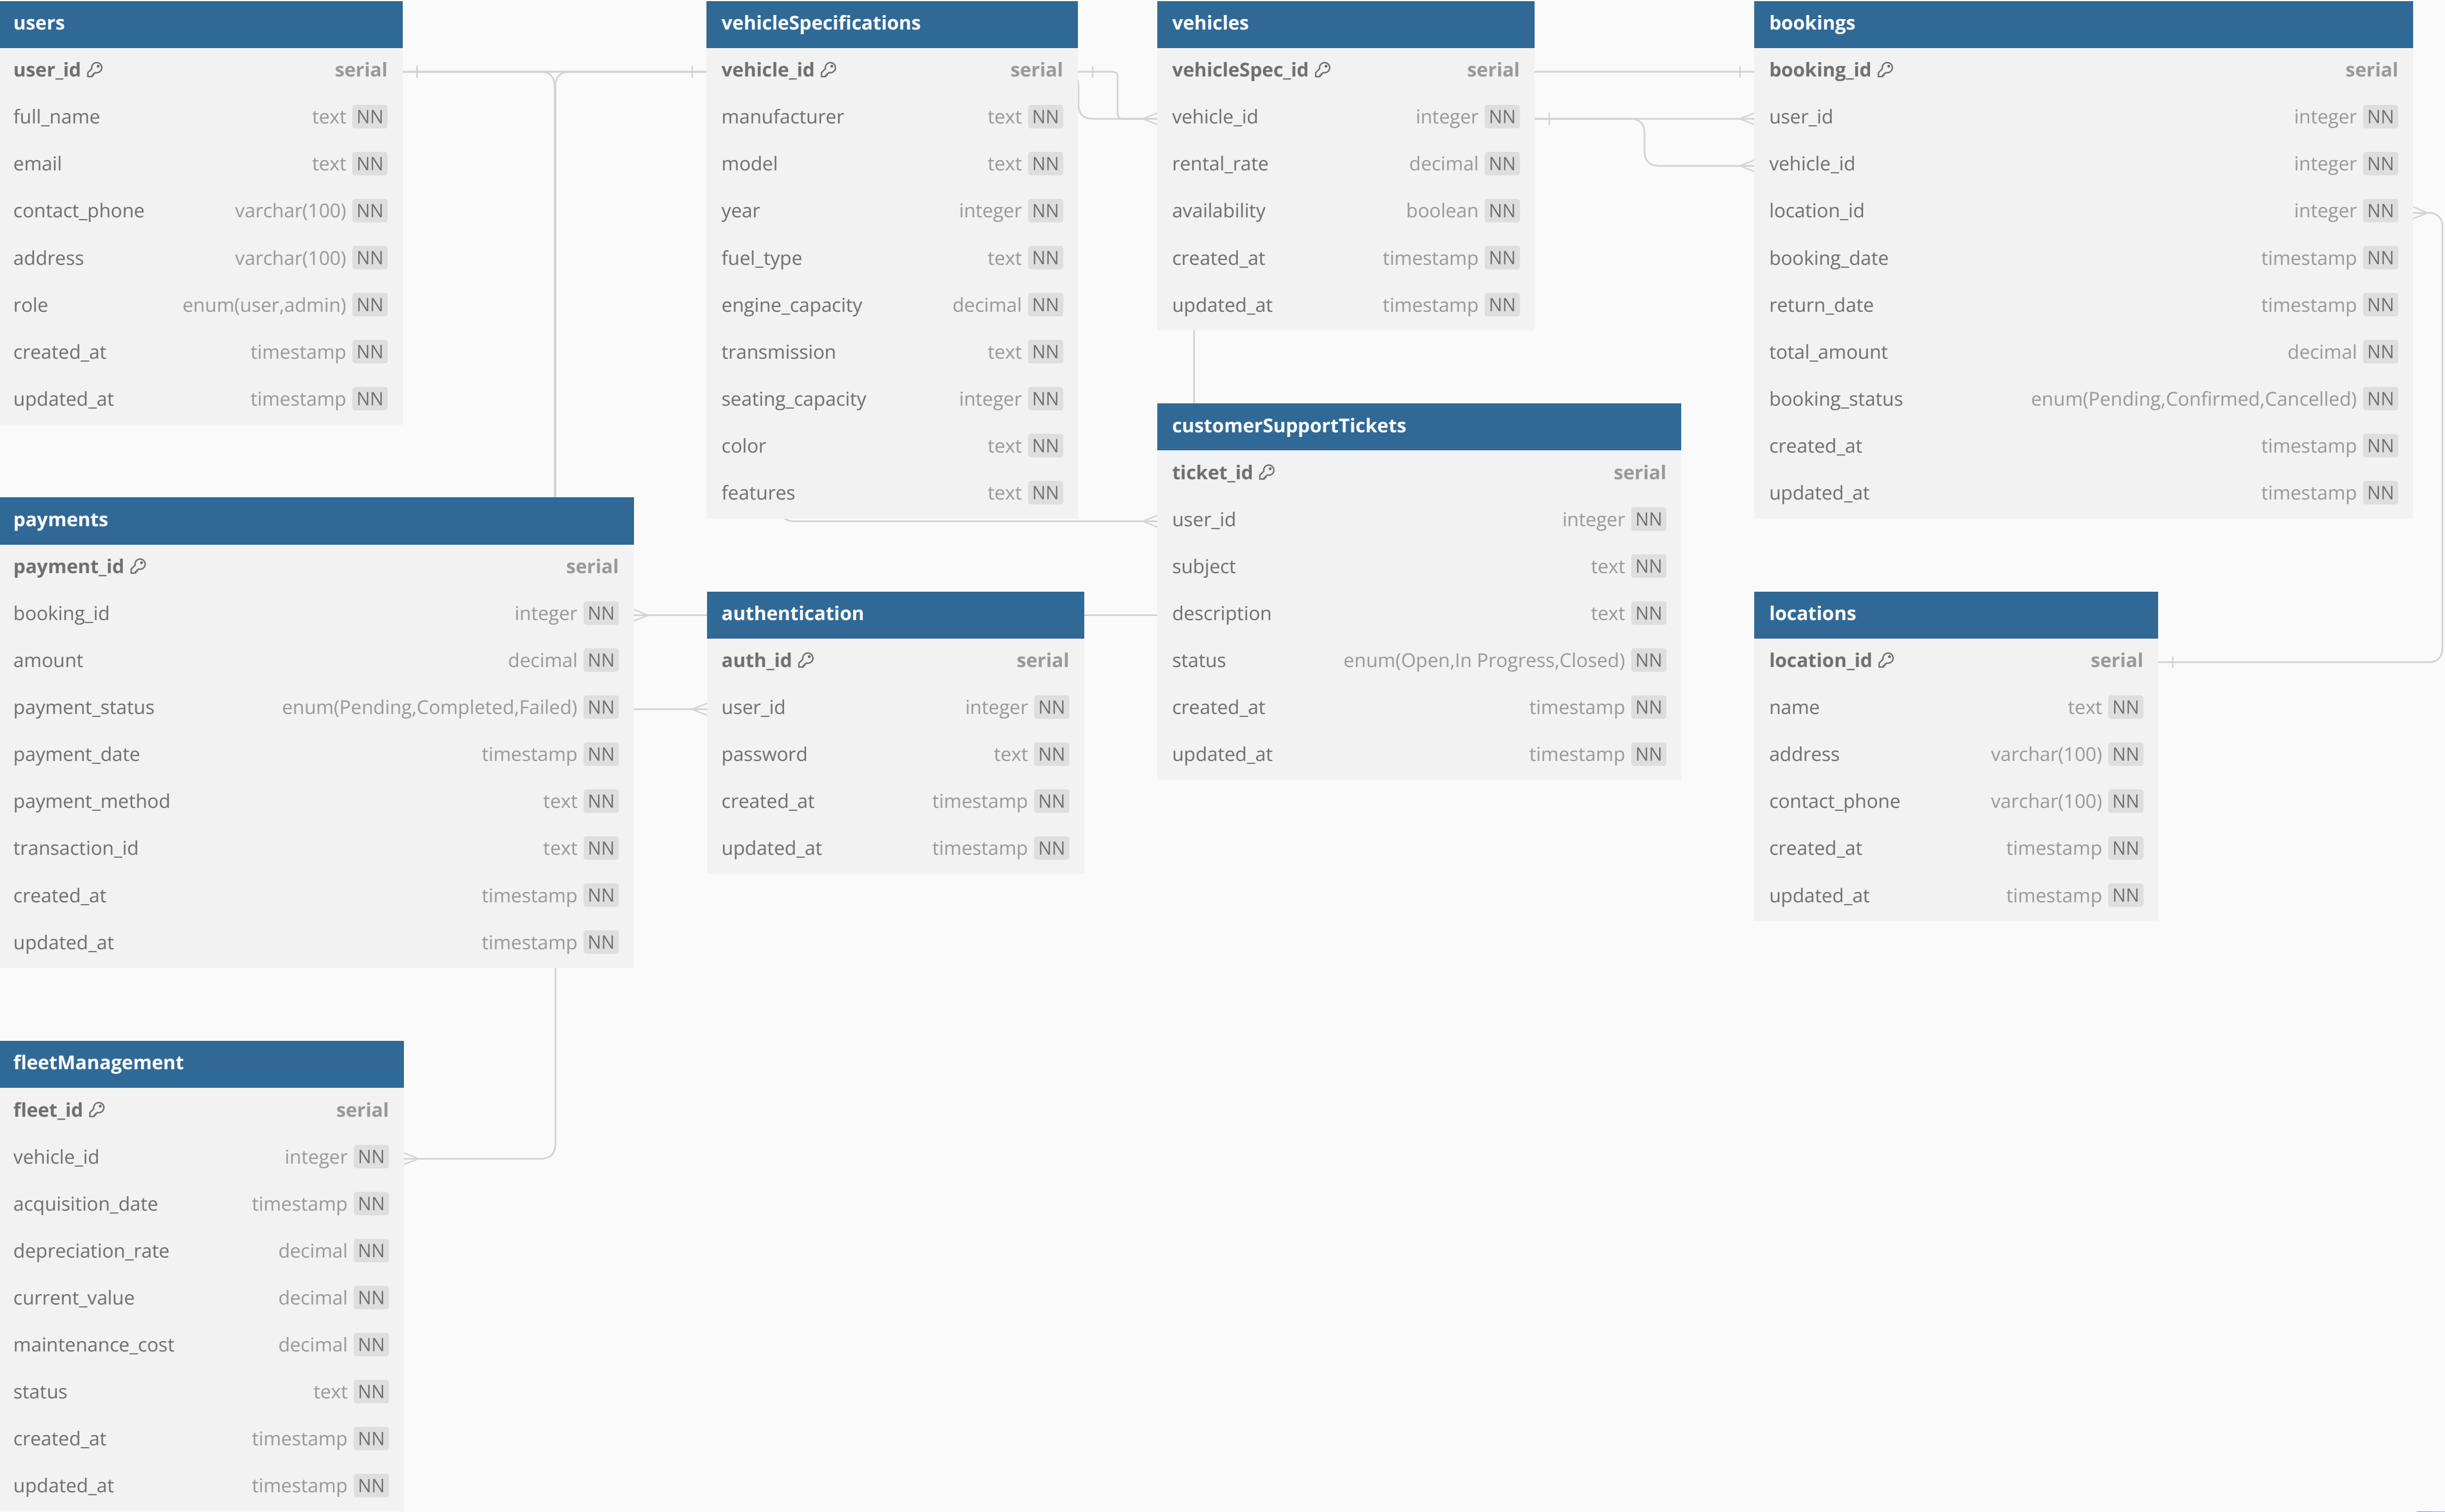 users
user_id serial
full_name text NN
email text NN
contact_phone varchar(100) NN
address varchar(100) NN
role enum(user,admin) NN
created_at timestamp NN
updated_at timestamp NN
vehicleSpecifications
vehicle_id serial
manufacturer text NN
model text NN
year integer NN
fuel_type text NN
engine_capacity decimal NN
transmission text NN
seating_capacity integer NN
color text NN
features text NN
vehicles
vehicleSpec_id serial
vehicle_id integer NN
rental_rate decimal NN
availability boolean NN
created_at timestamp NN
updated_at timestamp NN
bookings
booking_id serial
user_id integer NN
vehicle_id integer NN
location_id integer NN
booking_date timestamp NN
return_date timestamp NN
total_amount decimal NN
booking_status enum(Pending,Confirmed,Cancelled) NN
created_at timestamp NN
updated_at timestamp NN
customerSupportTickets
ticket_id serial
user_id integer NN
subject text NN
description text NN
status enum(Open,In Progress,Closed) NN
created_at timestamp NN
updated_at timestamp NN
payments
payment_id serial
booking_id integer NN
amount decimal NN
payment_status enum(Pending,Completed,Failed) NN
payment_date timestamp NN
payment_method text NN
transaction_id text NN
created_at timestamp NN
updated_at timestamp NN
authentication
auth_id serial
user_id integer NN
password text NN
created_at timestamp NN
updated_at timestamp NN
locations
location_id serial
name text NN
address varchar(100) NN
contact_phone varchar(100) NN
created_at timestamp NN
updated_at timestamp NN
fleetManagement
fleet_id serial
vehicle_id integer NN
acquisition_date timestamp NN
depreciation_rate decimal NN
current_value decimal NN
maintenance_cost decimal NN
status text NN
created_at timestamp NN
updated_at timestamp NN